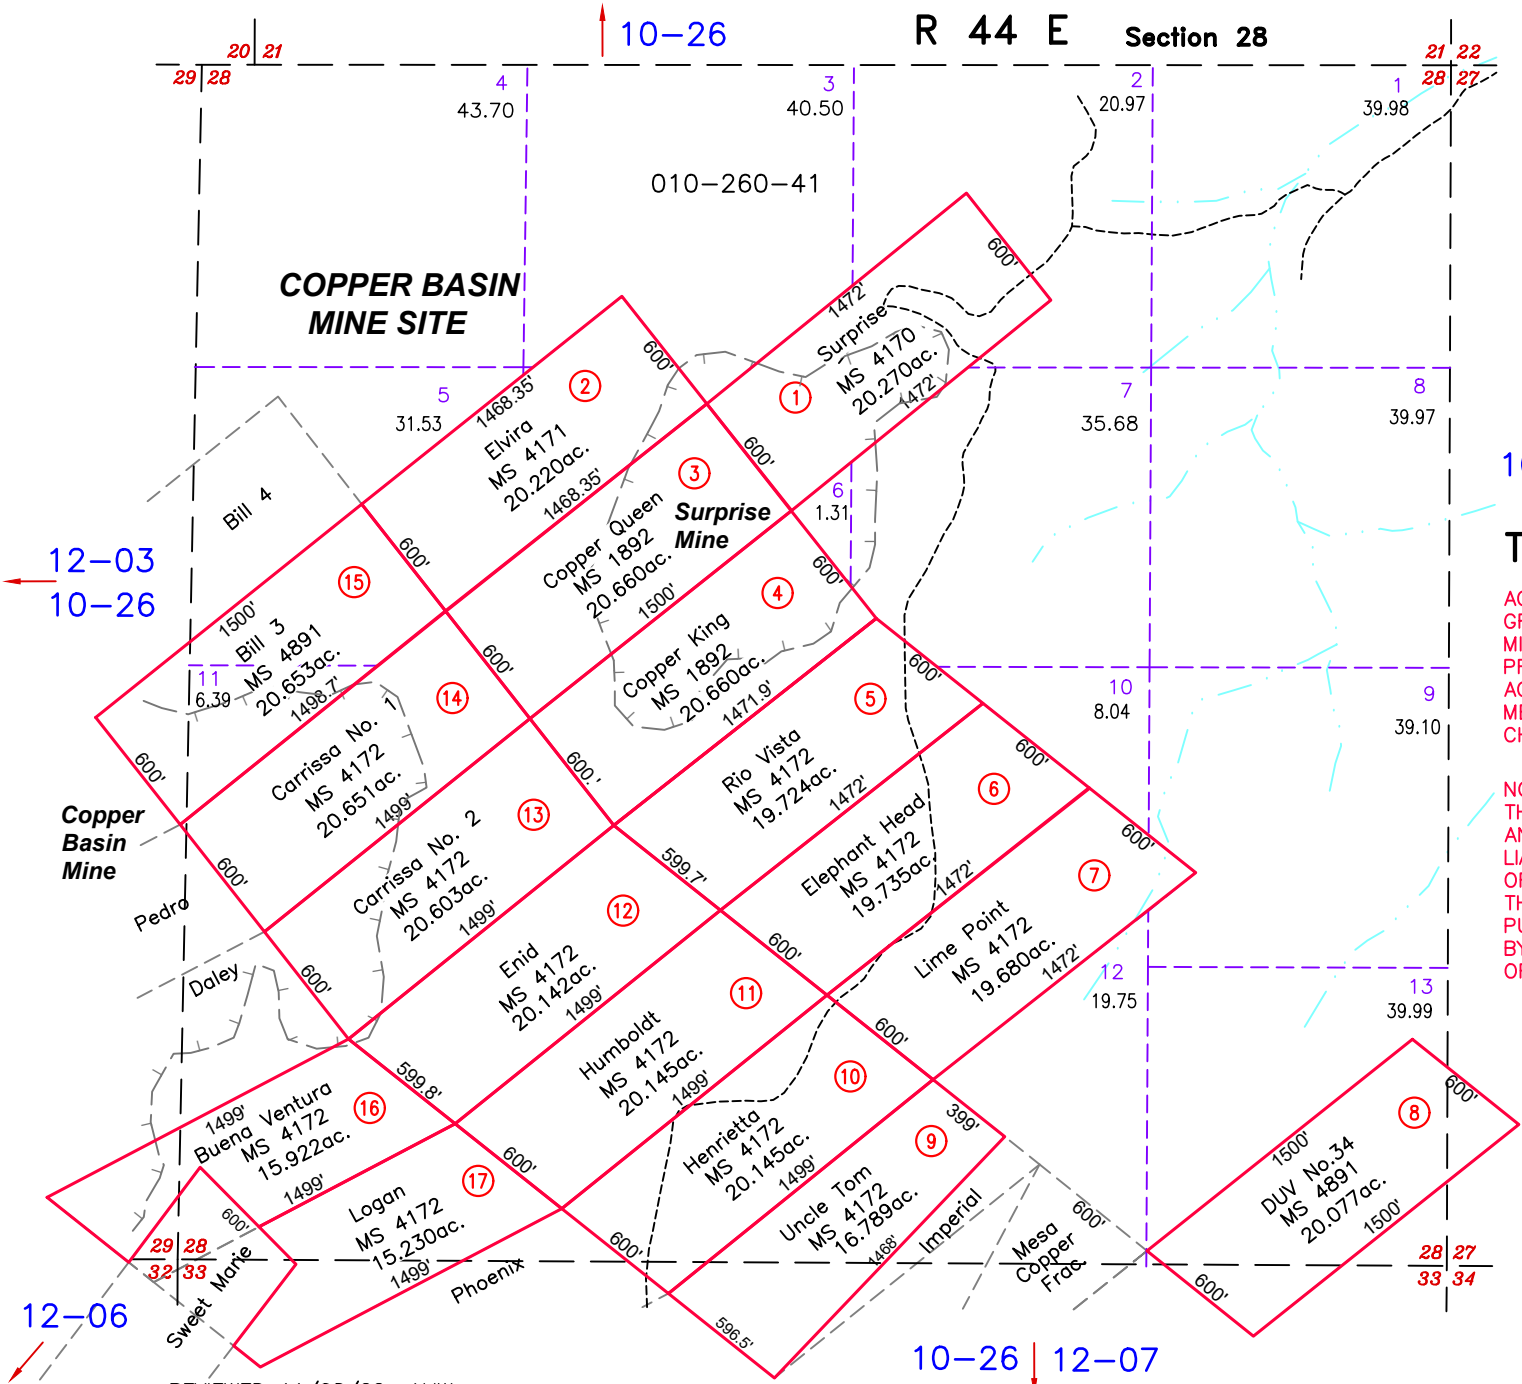 10-26
R 44 E
Section 28
20 21
29 28
21 22
28 27
4
43.70
3
40.50
2
20.97
1
39.98
010-260-41
COPPER BASIN
MINE SITE
600'
1472'
Surprise
MS 4170
20.270ac.
1472'
1
600'
2
1468.35'
Elvira
MS 4171
20.220ac.
1468.35'
600'
5
31.53
7
35.68
8
39.97
3
Copper Queen
MS 1892
20.660ac.
1500'
Surprise
Mine
6
1.31
600'
Bill 4
12-03
10-26
600'
15
1500'
Bill 3
MS 4891
20.653ac.
1498.7'
4
Copper King
MS 1892
20.660ac.
1471.9'
600'
11
6.39
600'
14
Carrissa No. 1
MS 4172
20.651ac.
1499'
5
Rio Vista
MS 4172
19.724ac.
1472'
600'
10
8.04
9
39.10
600'
600.'
Copper
Basin
Mine
13
Carrissa No. 2
MS 4172
20.603ac.
1499'
6
Elephant Head
MS 4172
19.735ac.
1472'
600'
600'
Pedro
599.7'
12
Enid
MS 4172
20.142ac.
1499'
7
Lime Point
MS 4172
19.680ac.
1472'
Daley
600'
600'
12
19.75
13
39.99
11
Humboldt
MS 4172
20.145ac.
1499'
600'
599.8'
16
1499'
Buena Ventura
MS 4172
15.922ac.
1499'
10
Henrietta
MS 4172
20.145ac.
1499'
399'
9
Uncle Tom
MS 4172
16.789ac.
1468'
600'
8
1500'
DUV No.34
MS 4891
20.077ac.
1500'
600'
17
Logan
MS 4172
15.230ac.
1499'
600'
600'
Imperial
Mesa
Copper
Frac
600'
600'
29 28
32 33
28 27
33 34
Sweet Marie
Phoenix
12-06
596.5'
10-26
12-07